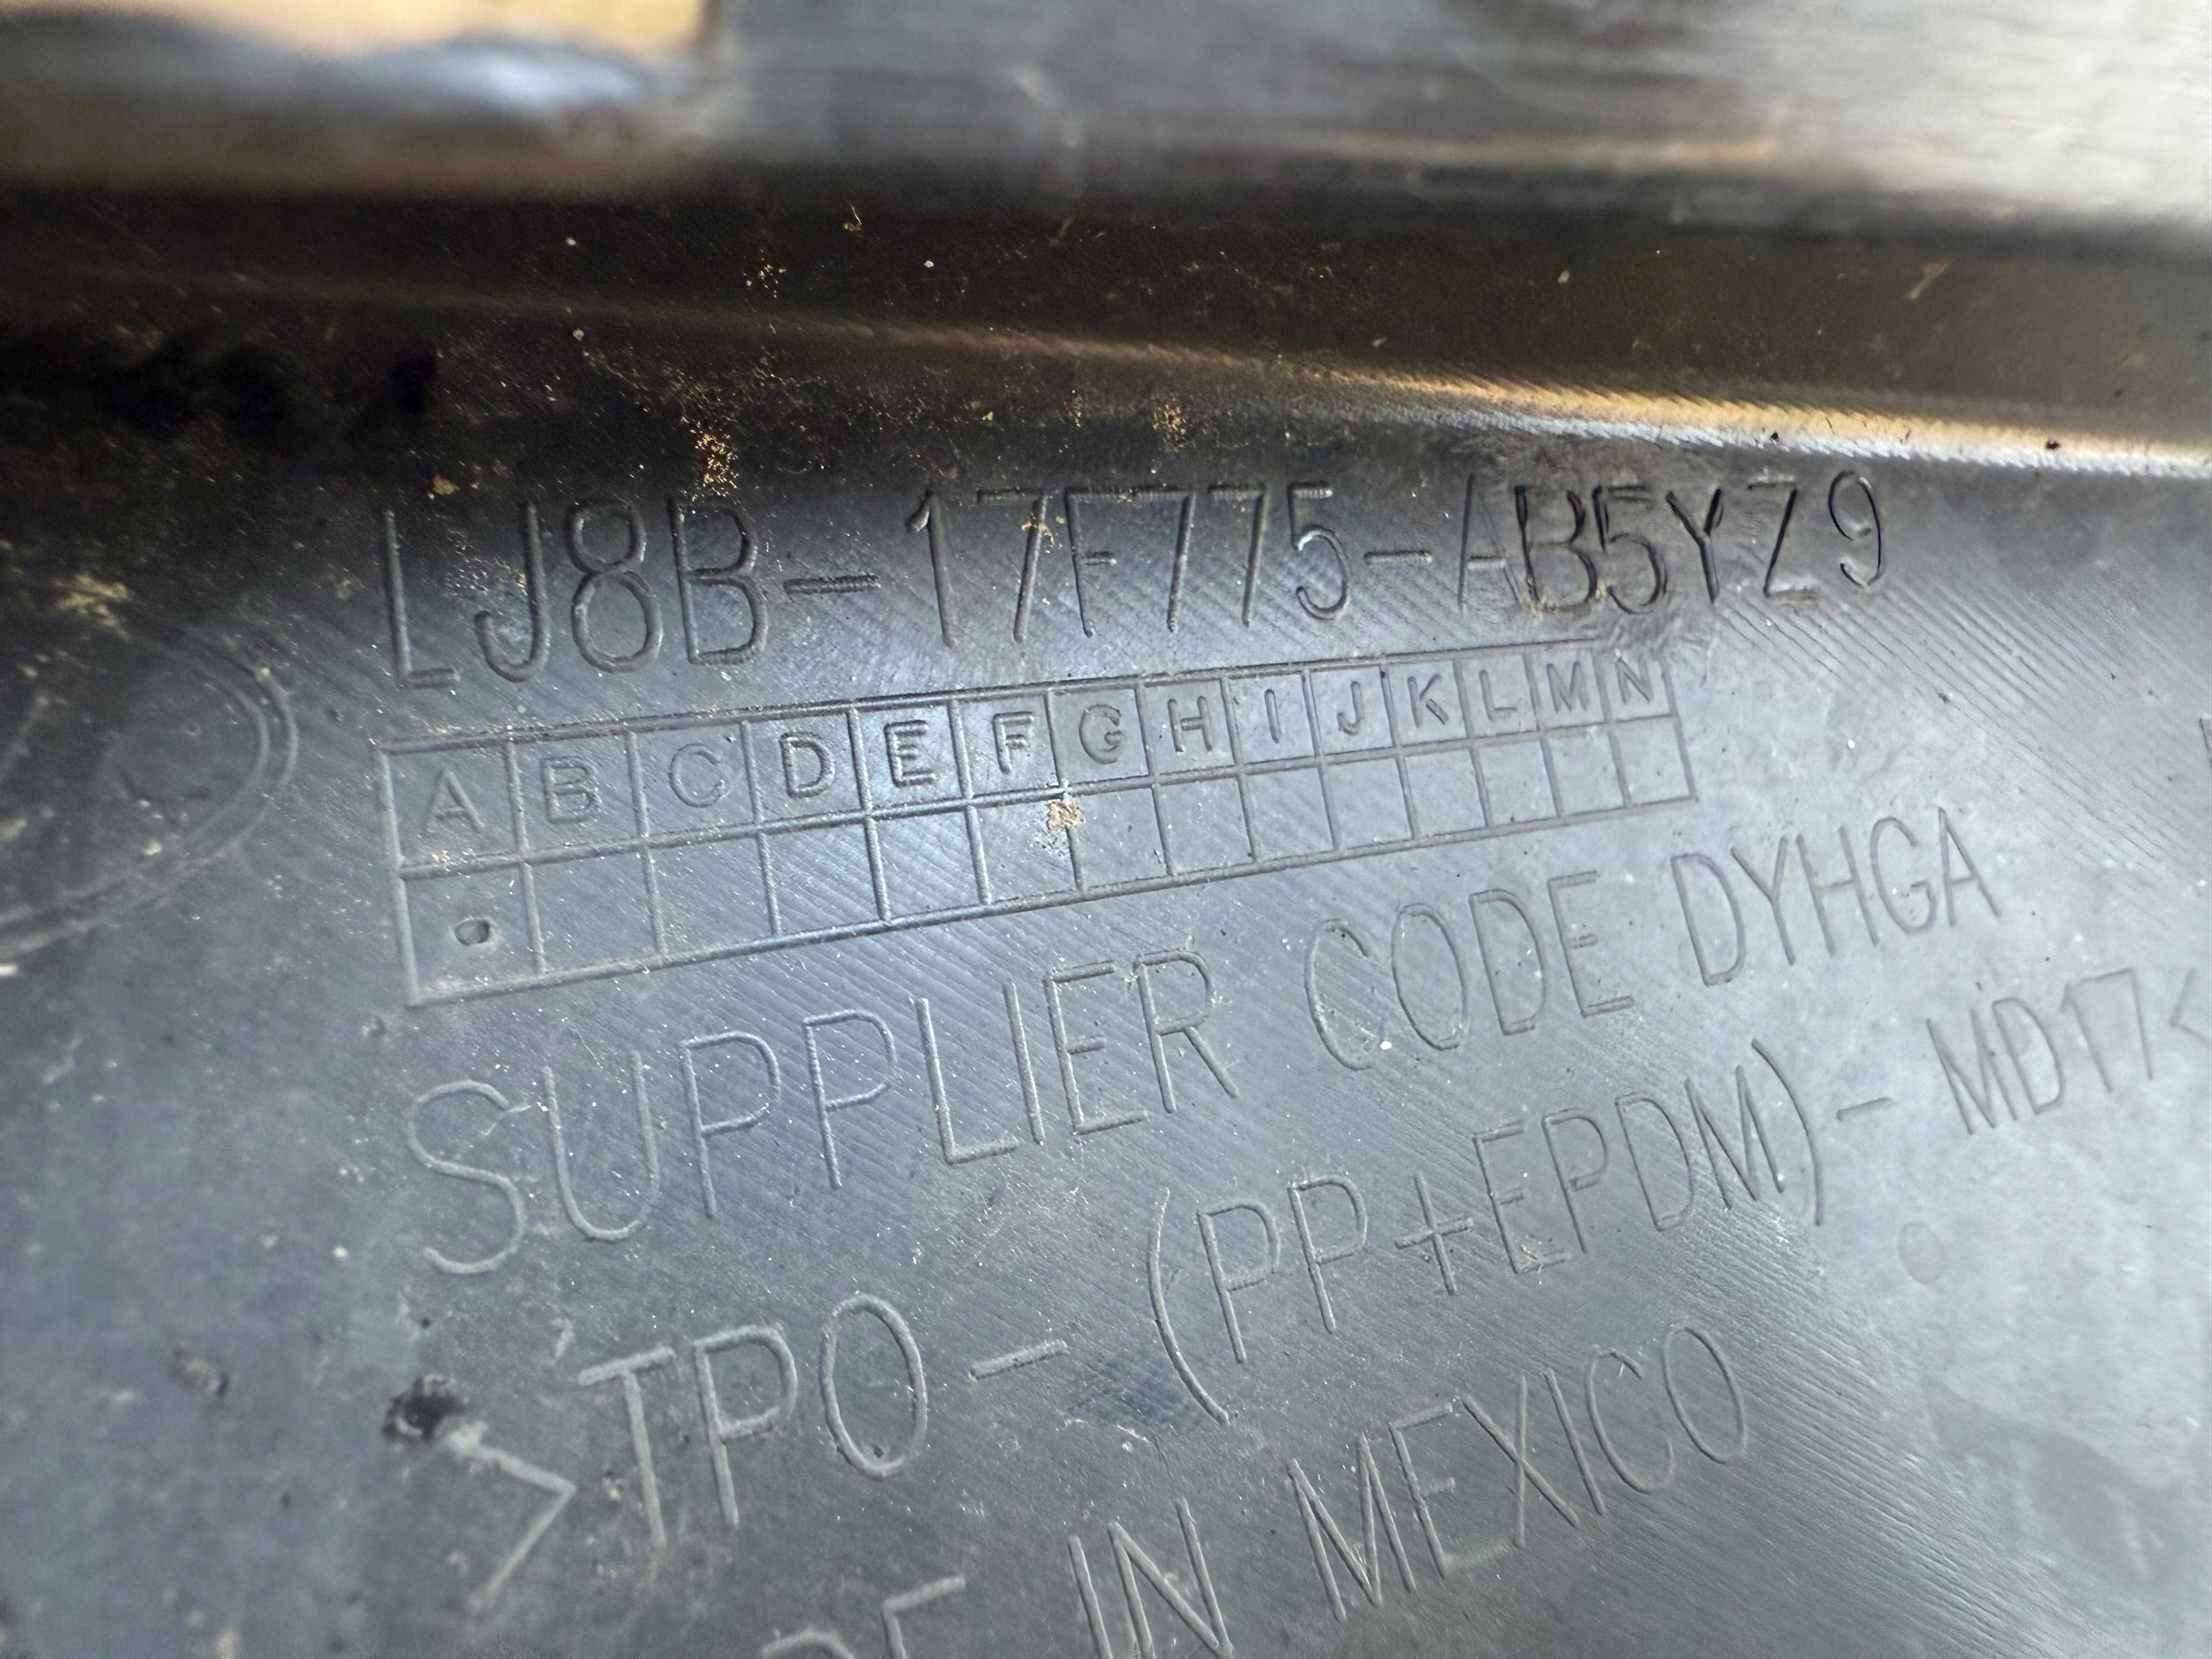 LJ8B-17F775-AB5YZ9
A B C D E F G H I J K L M N
SUPPLIER CODE DYHGA
>TPO-(PP+EPDM)-MD17<
IN MEXICO